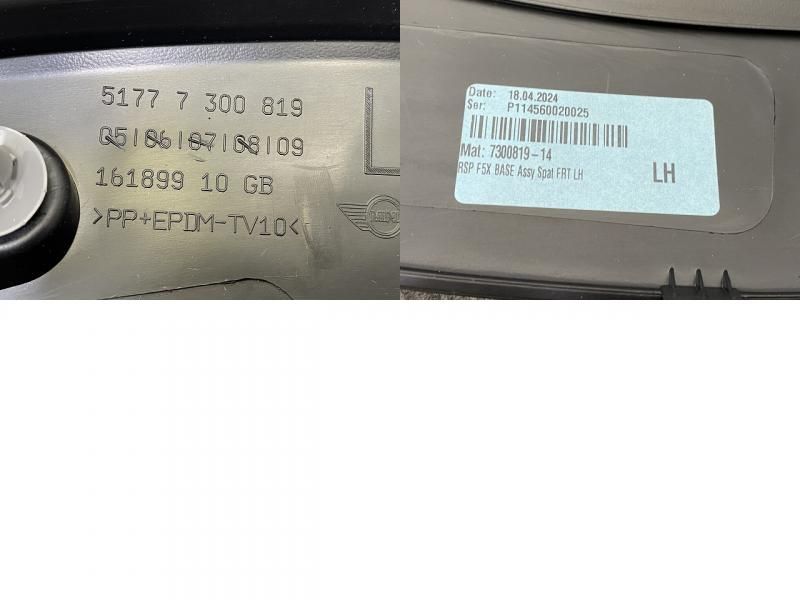 5177 7 300 819
05|06|07|08|09
161899 10 GB
>PP+EPDM-TV10<
L
MINI
Date: 18.04.2024
Ser: P114560020025
Mat: 7300819-14
RSP F5X BASE Assy Spat FRT LH
LH